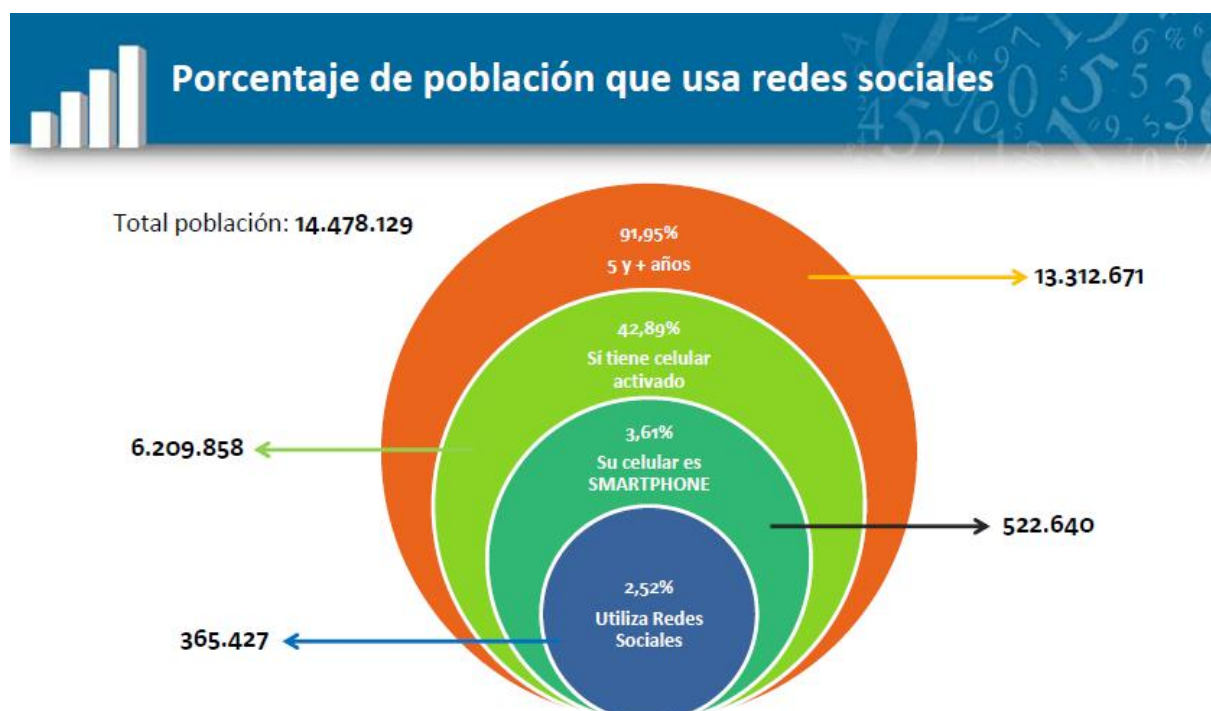 Porcentaje de población que usa redes sociales
Total población: 14.478.129
91,95%
5 y + años
13.312.671
42,89%
Sí tiene celular
activado
6.209.858
3,61%
Su celular es
SMARTPHONE
522.640
2,52%
Utiliza Redes
Sociales
365.427